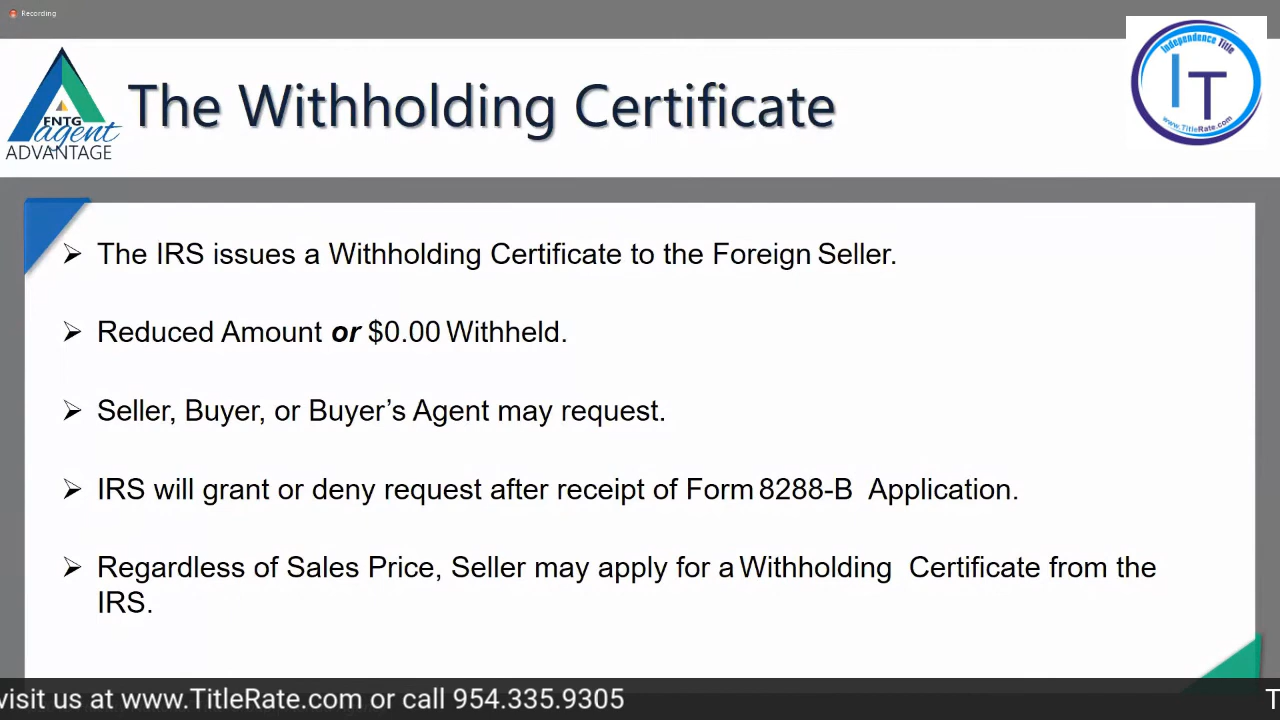 Recording
FNTG
agent
ADVANTAGE
The Withholding Certificate
Independence Title
IT
www.TitleRate.com
The IRS issues a Withholding Certificate to the Foreign Seller.
Reduced Amount or $0.00 Withheld.
Seller, Buyer, or Buyer’s Agent may request.
IRS will grant or deny request after receipt of Form 8288-B Application.
Regardless of Sales Price, Seller may apply for a Withholding Certificate from the
IRS.
visit us at www.TitleRate.com or call 954.335.9305
T